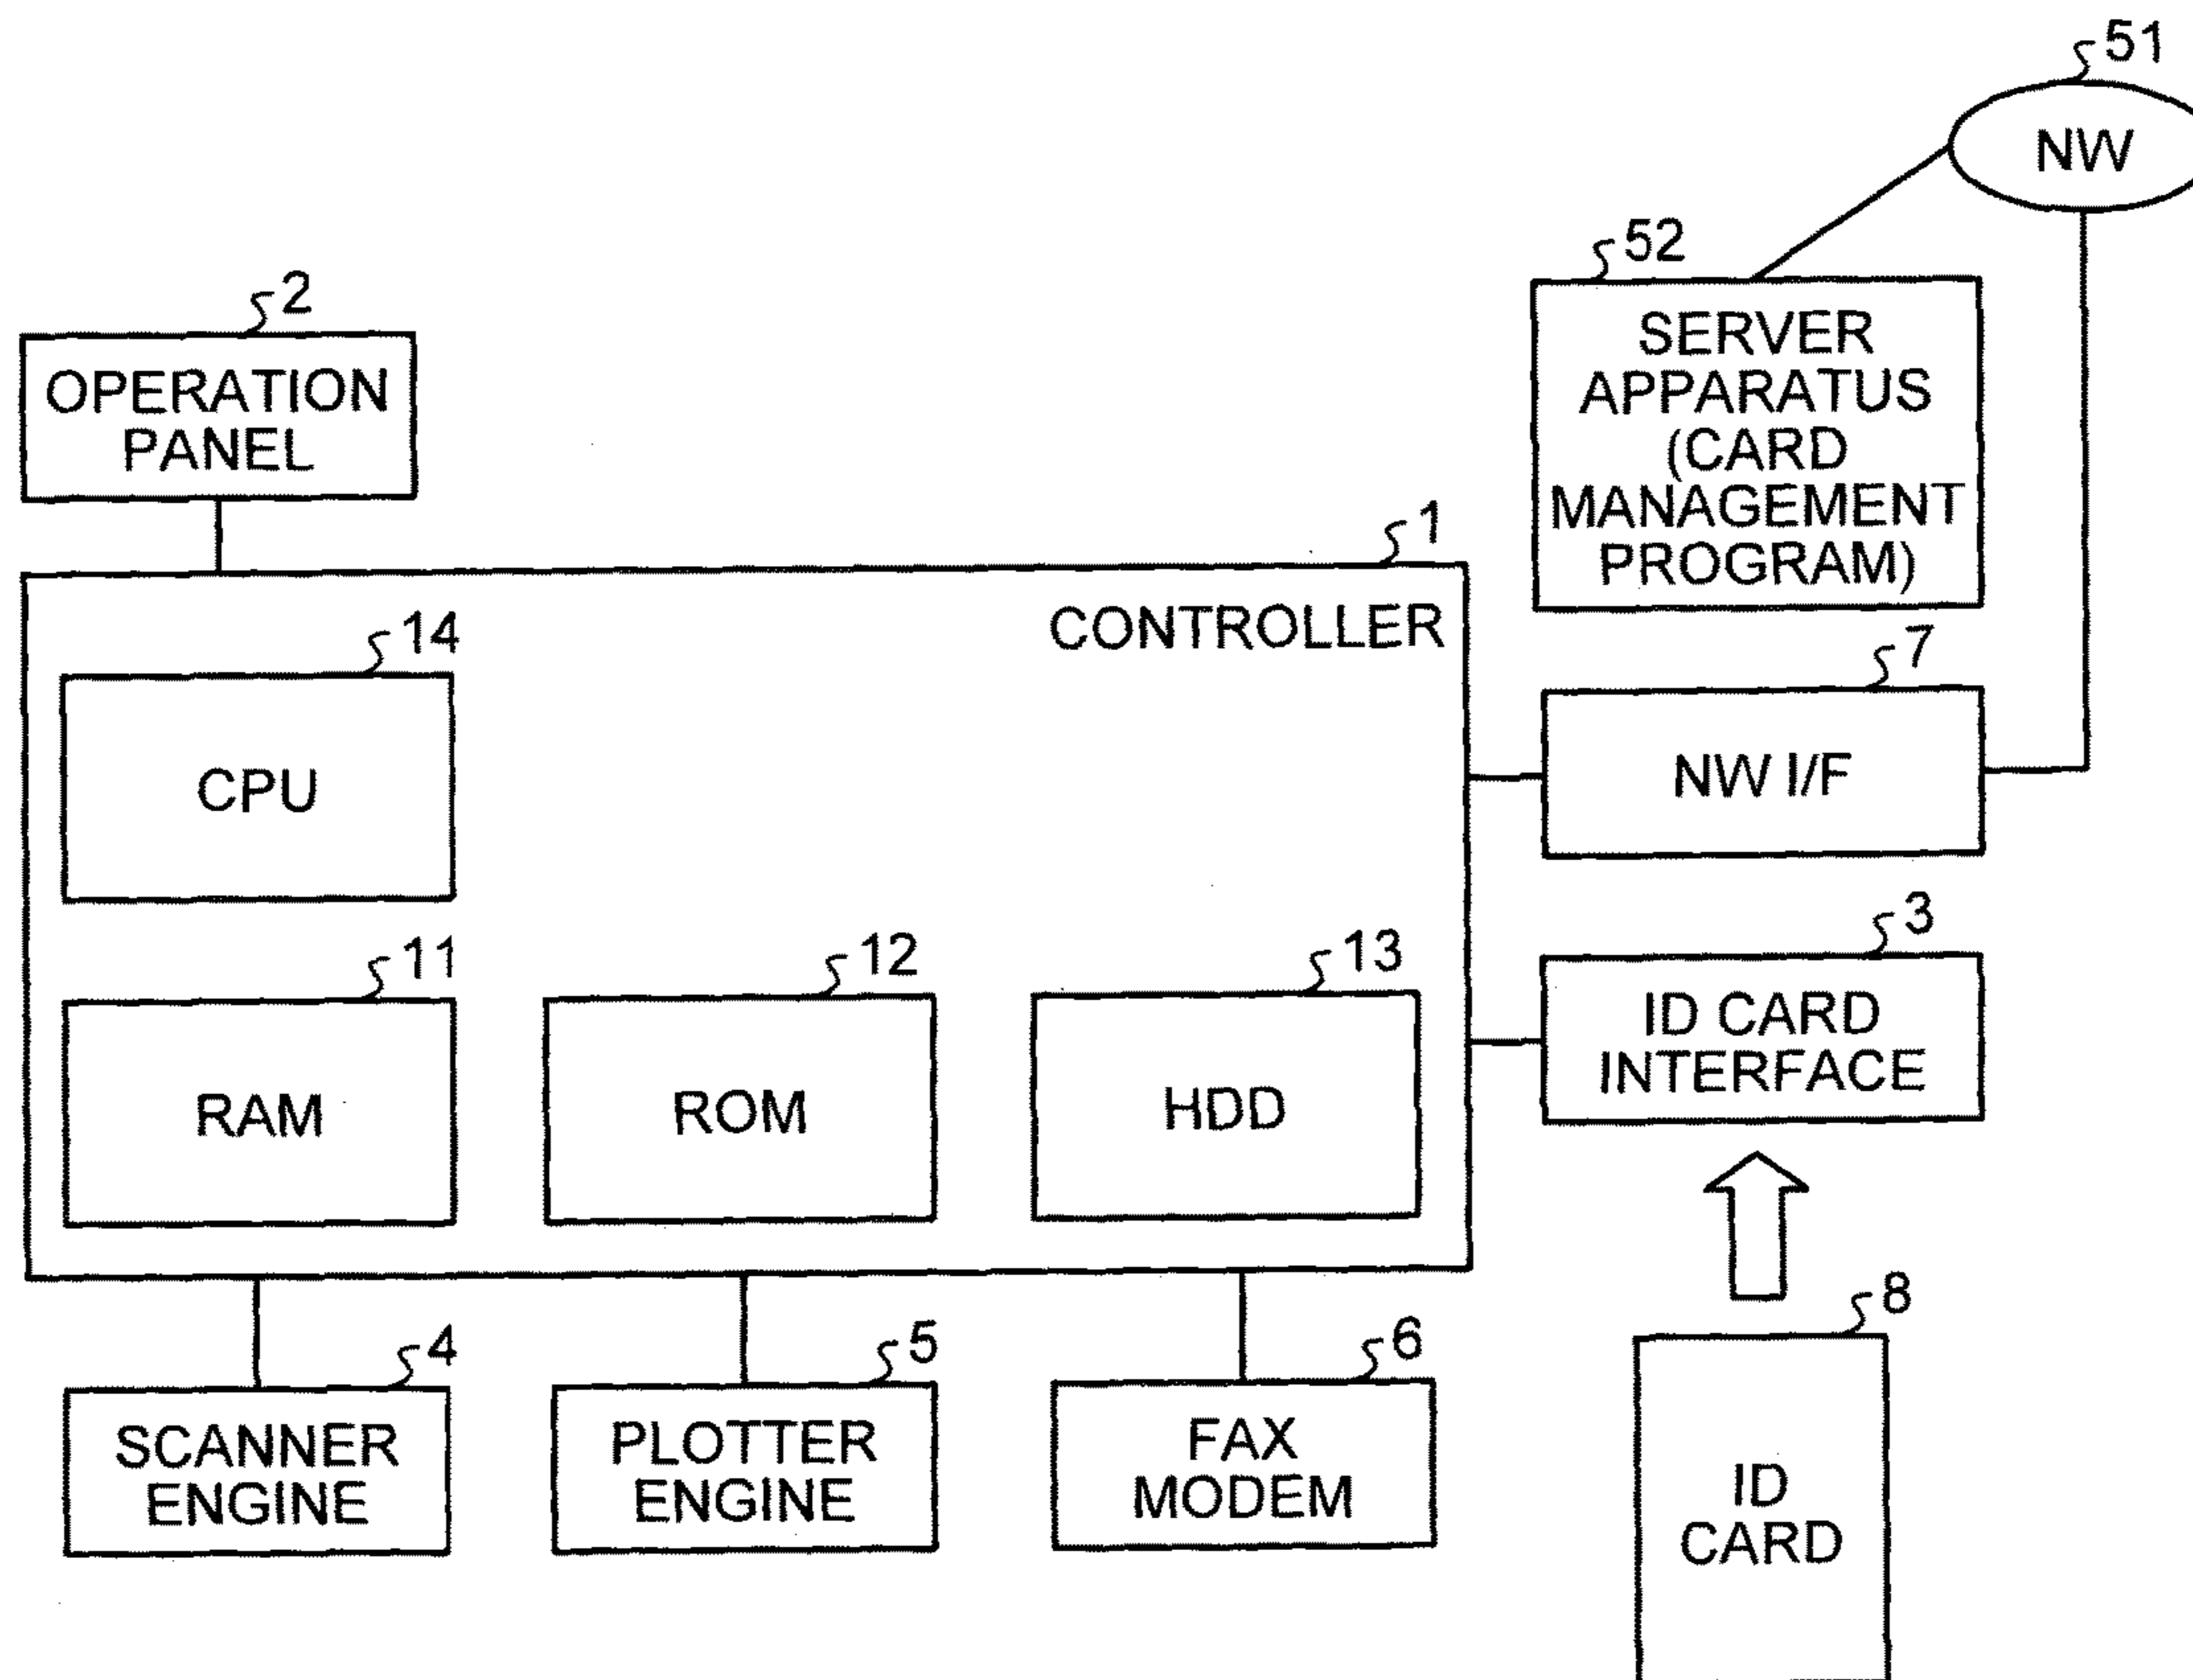 51
NW
52
SERVER
APPARATUS
(CARD
MANAGEMENT
PROGRAM)
2
OPERATION
PANEL
1
CONTROLLER
14
CPU
7
NW I/F
11
RAM
12
ROM
13
HDD
3
ID CARD
INTERFACE
4
SCANNER
ENGINE
5
PLOTTER
ENGINE
6
FAX
MODEM
8
ID
CARD